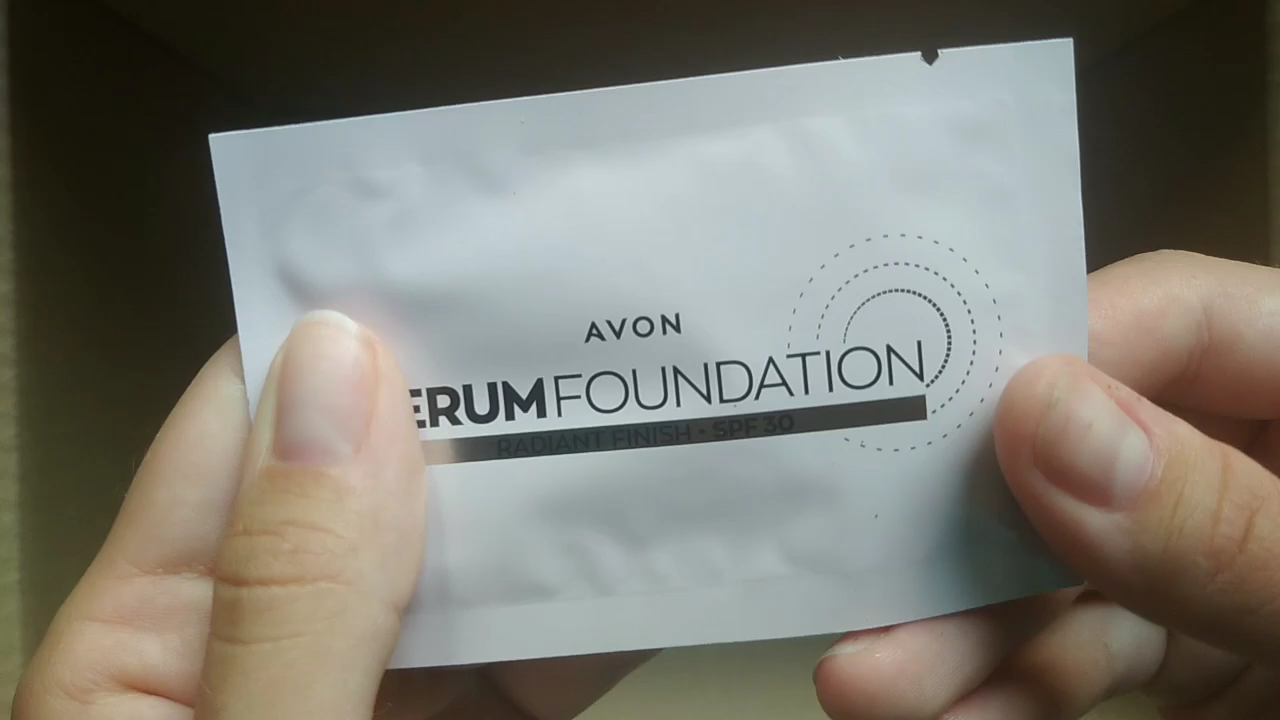 AVON
ERUMFOUNDATION
RADIANT FINISH • SPF 30